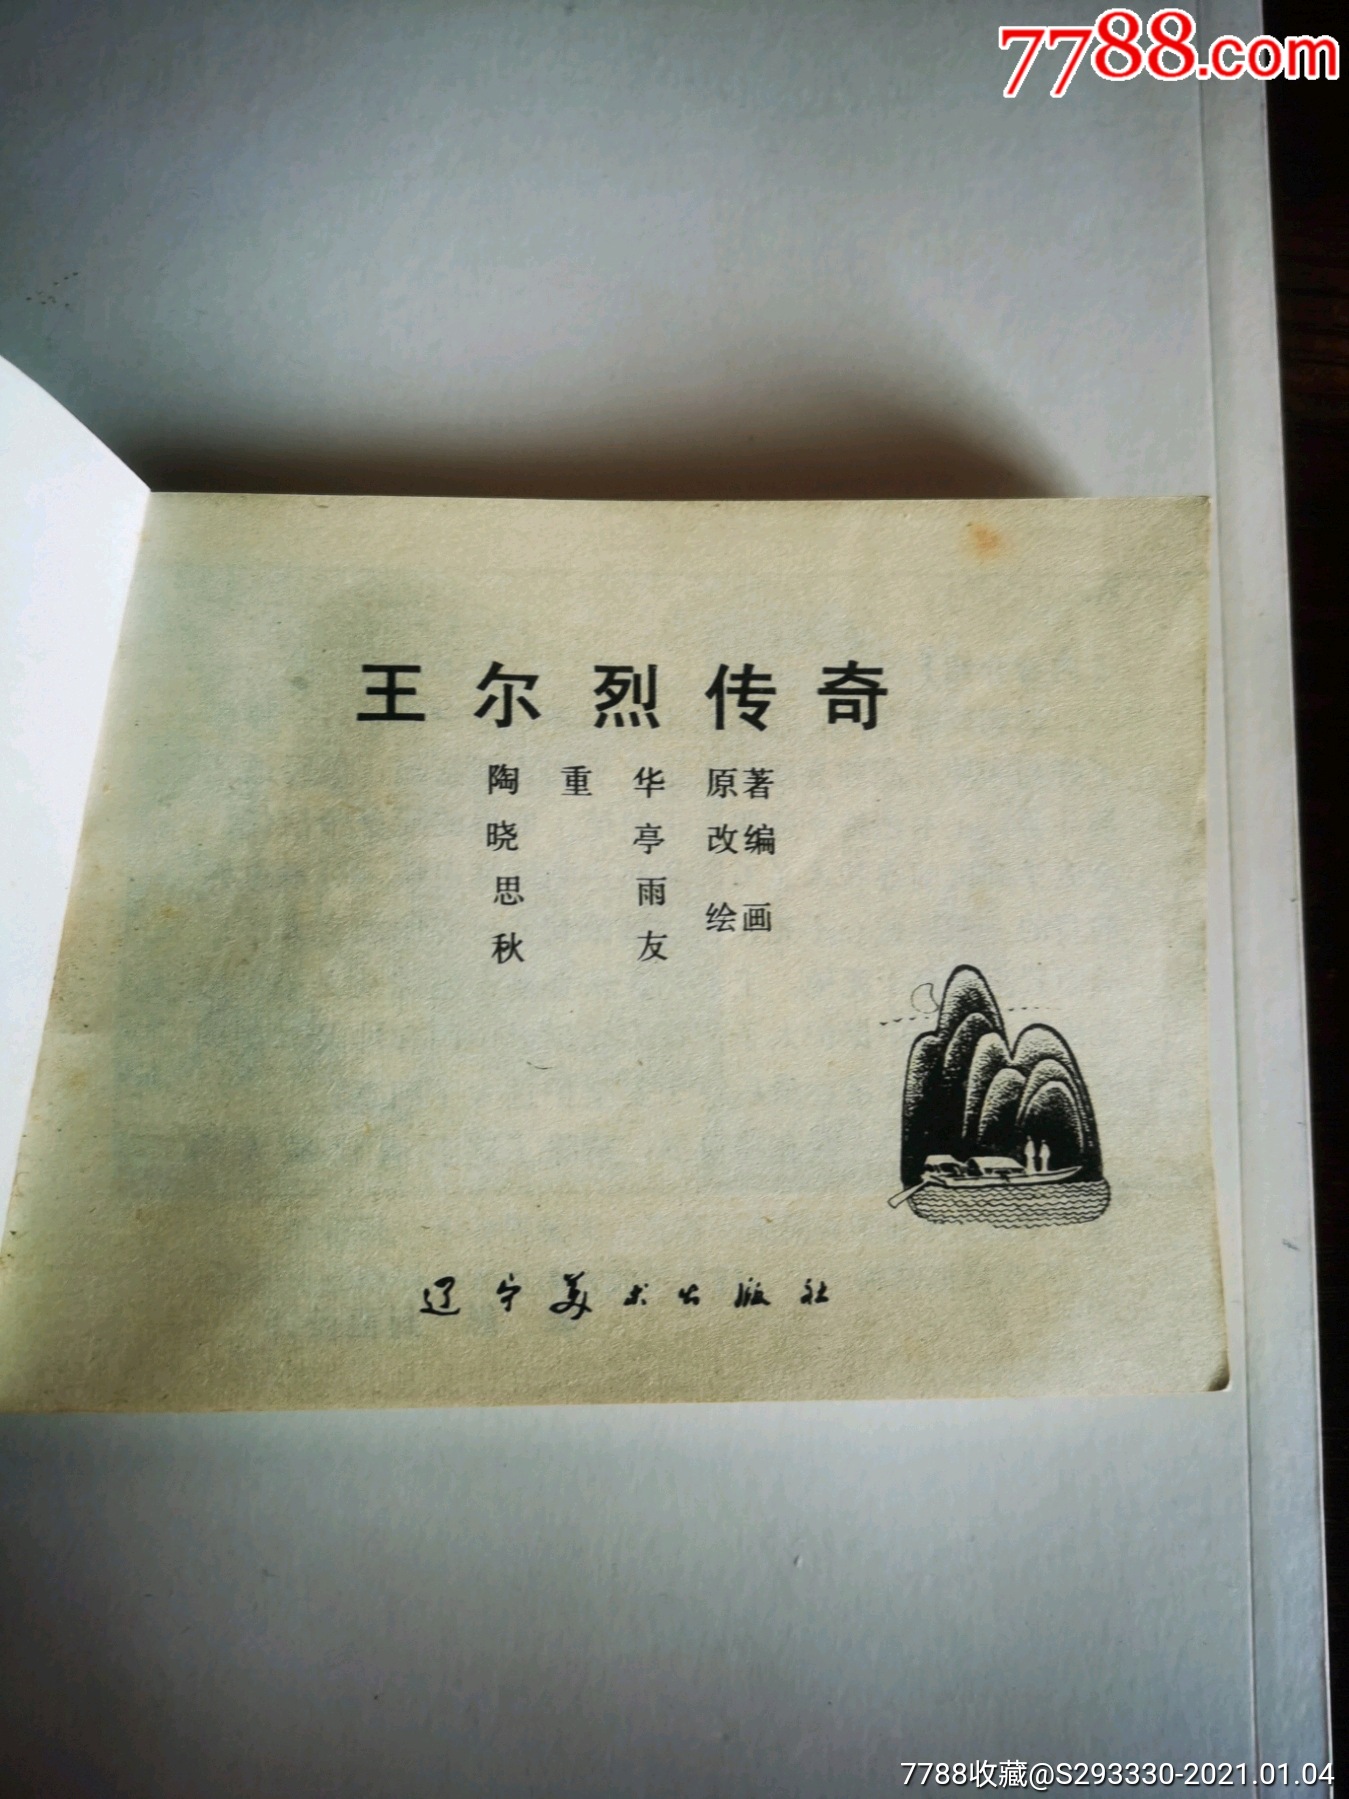 7788.com
王尔烈传奇
陶重华 原著
晓亭 改编
思雨
绘画
秋友
辽宁美术出版社
7788收藏@S293330-2021.01.04